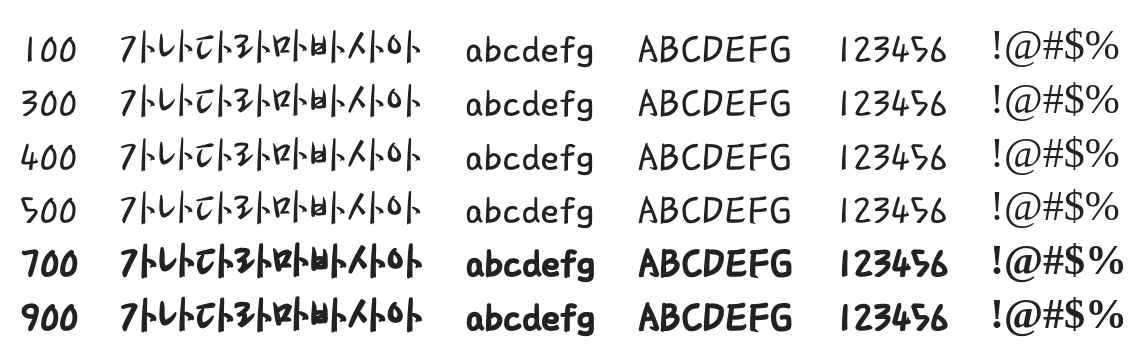 100 가나다라마바사아 abcdefg ABCDEFG 123456 !@#$%
300 가나다라마바사아 abcdefg ABCDEFG 123456 !@#$%
400 가나다라마바사아 abcdefg ABCDEFG 123456 !@#$%
500 가나다라마바사아 abcdefg ABCDEFG 123456 !@#$%
700 가나다라마바사아 abcdefg ABCDEFG 123456 !@#$%
900 가나다라마바사아 abcdefg ABCDEFG 123456 !@#$%